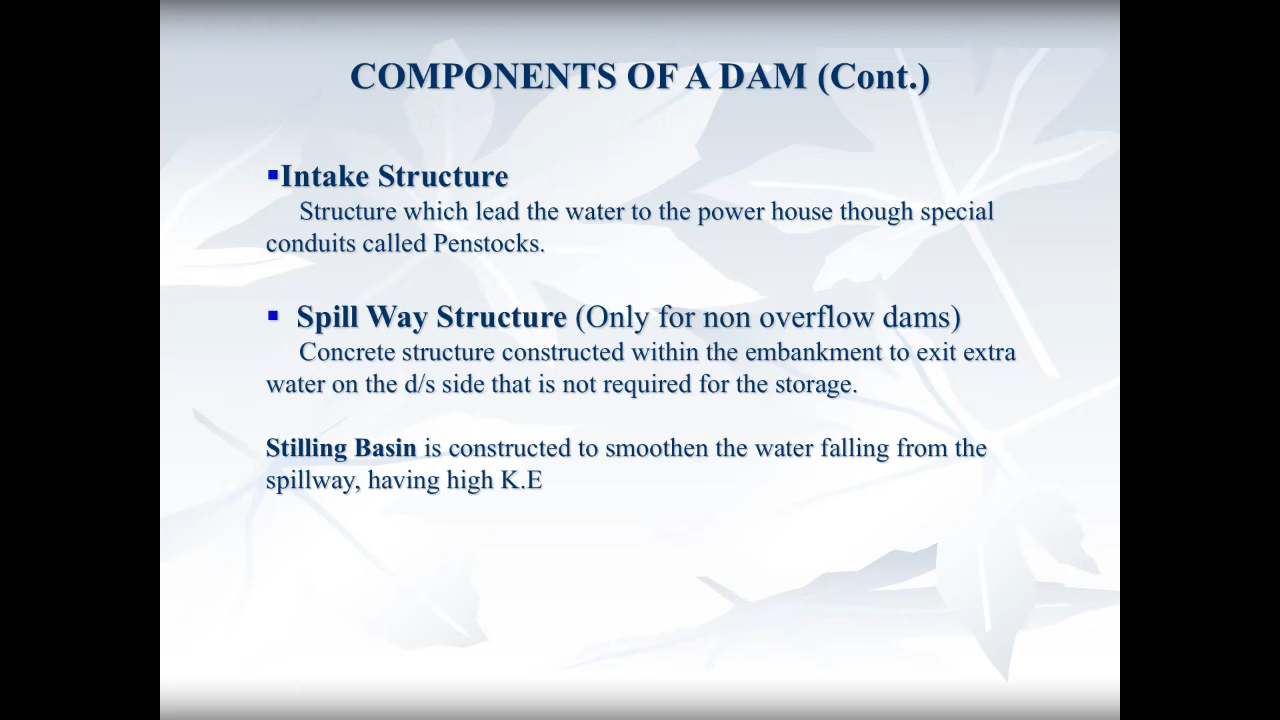 COMPONENTS OF A DAM (Cont.)
▪Intake Structure
Structure which lead the water to the power house though special
conduits called Penstocks.
▪ Spill Way Structure (Only for non overflow dams)
Concrete structure constructed within the embankment to exit extra
water on the d/s side that is not required for the storage.
Stilling Basin is constructed to smoothen the water falling from the
spillway, having high K.E